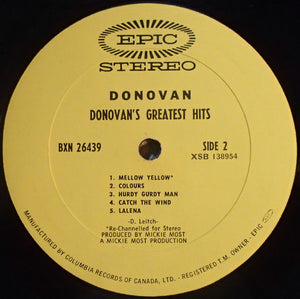 EPIC
STEREO
DONOVAN
DONOVAN'S GREATEST HITS
BXN 26439
SIDE 2
XSB 138954
1. MELLOW YELLOW*
2. COLOURS
3. HURDY GURDY MAN
4. CATCH THE WIND
5. LALENA
-D. Leitch-
*Re-Channelled for Stereo
Produced by MICKIE MOST
A MICKIE MOST PRODUCTION
MANUFACTURED BY COLUMBIA RECORDS OF CANADA, LTD. - REGISTERED T.M. OWNER - EPIC